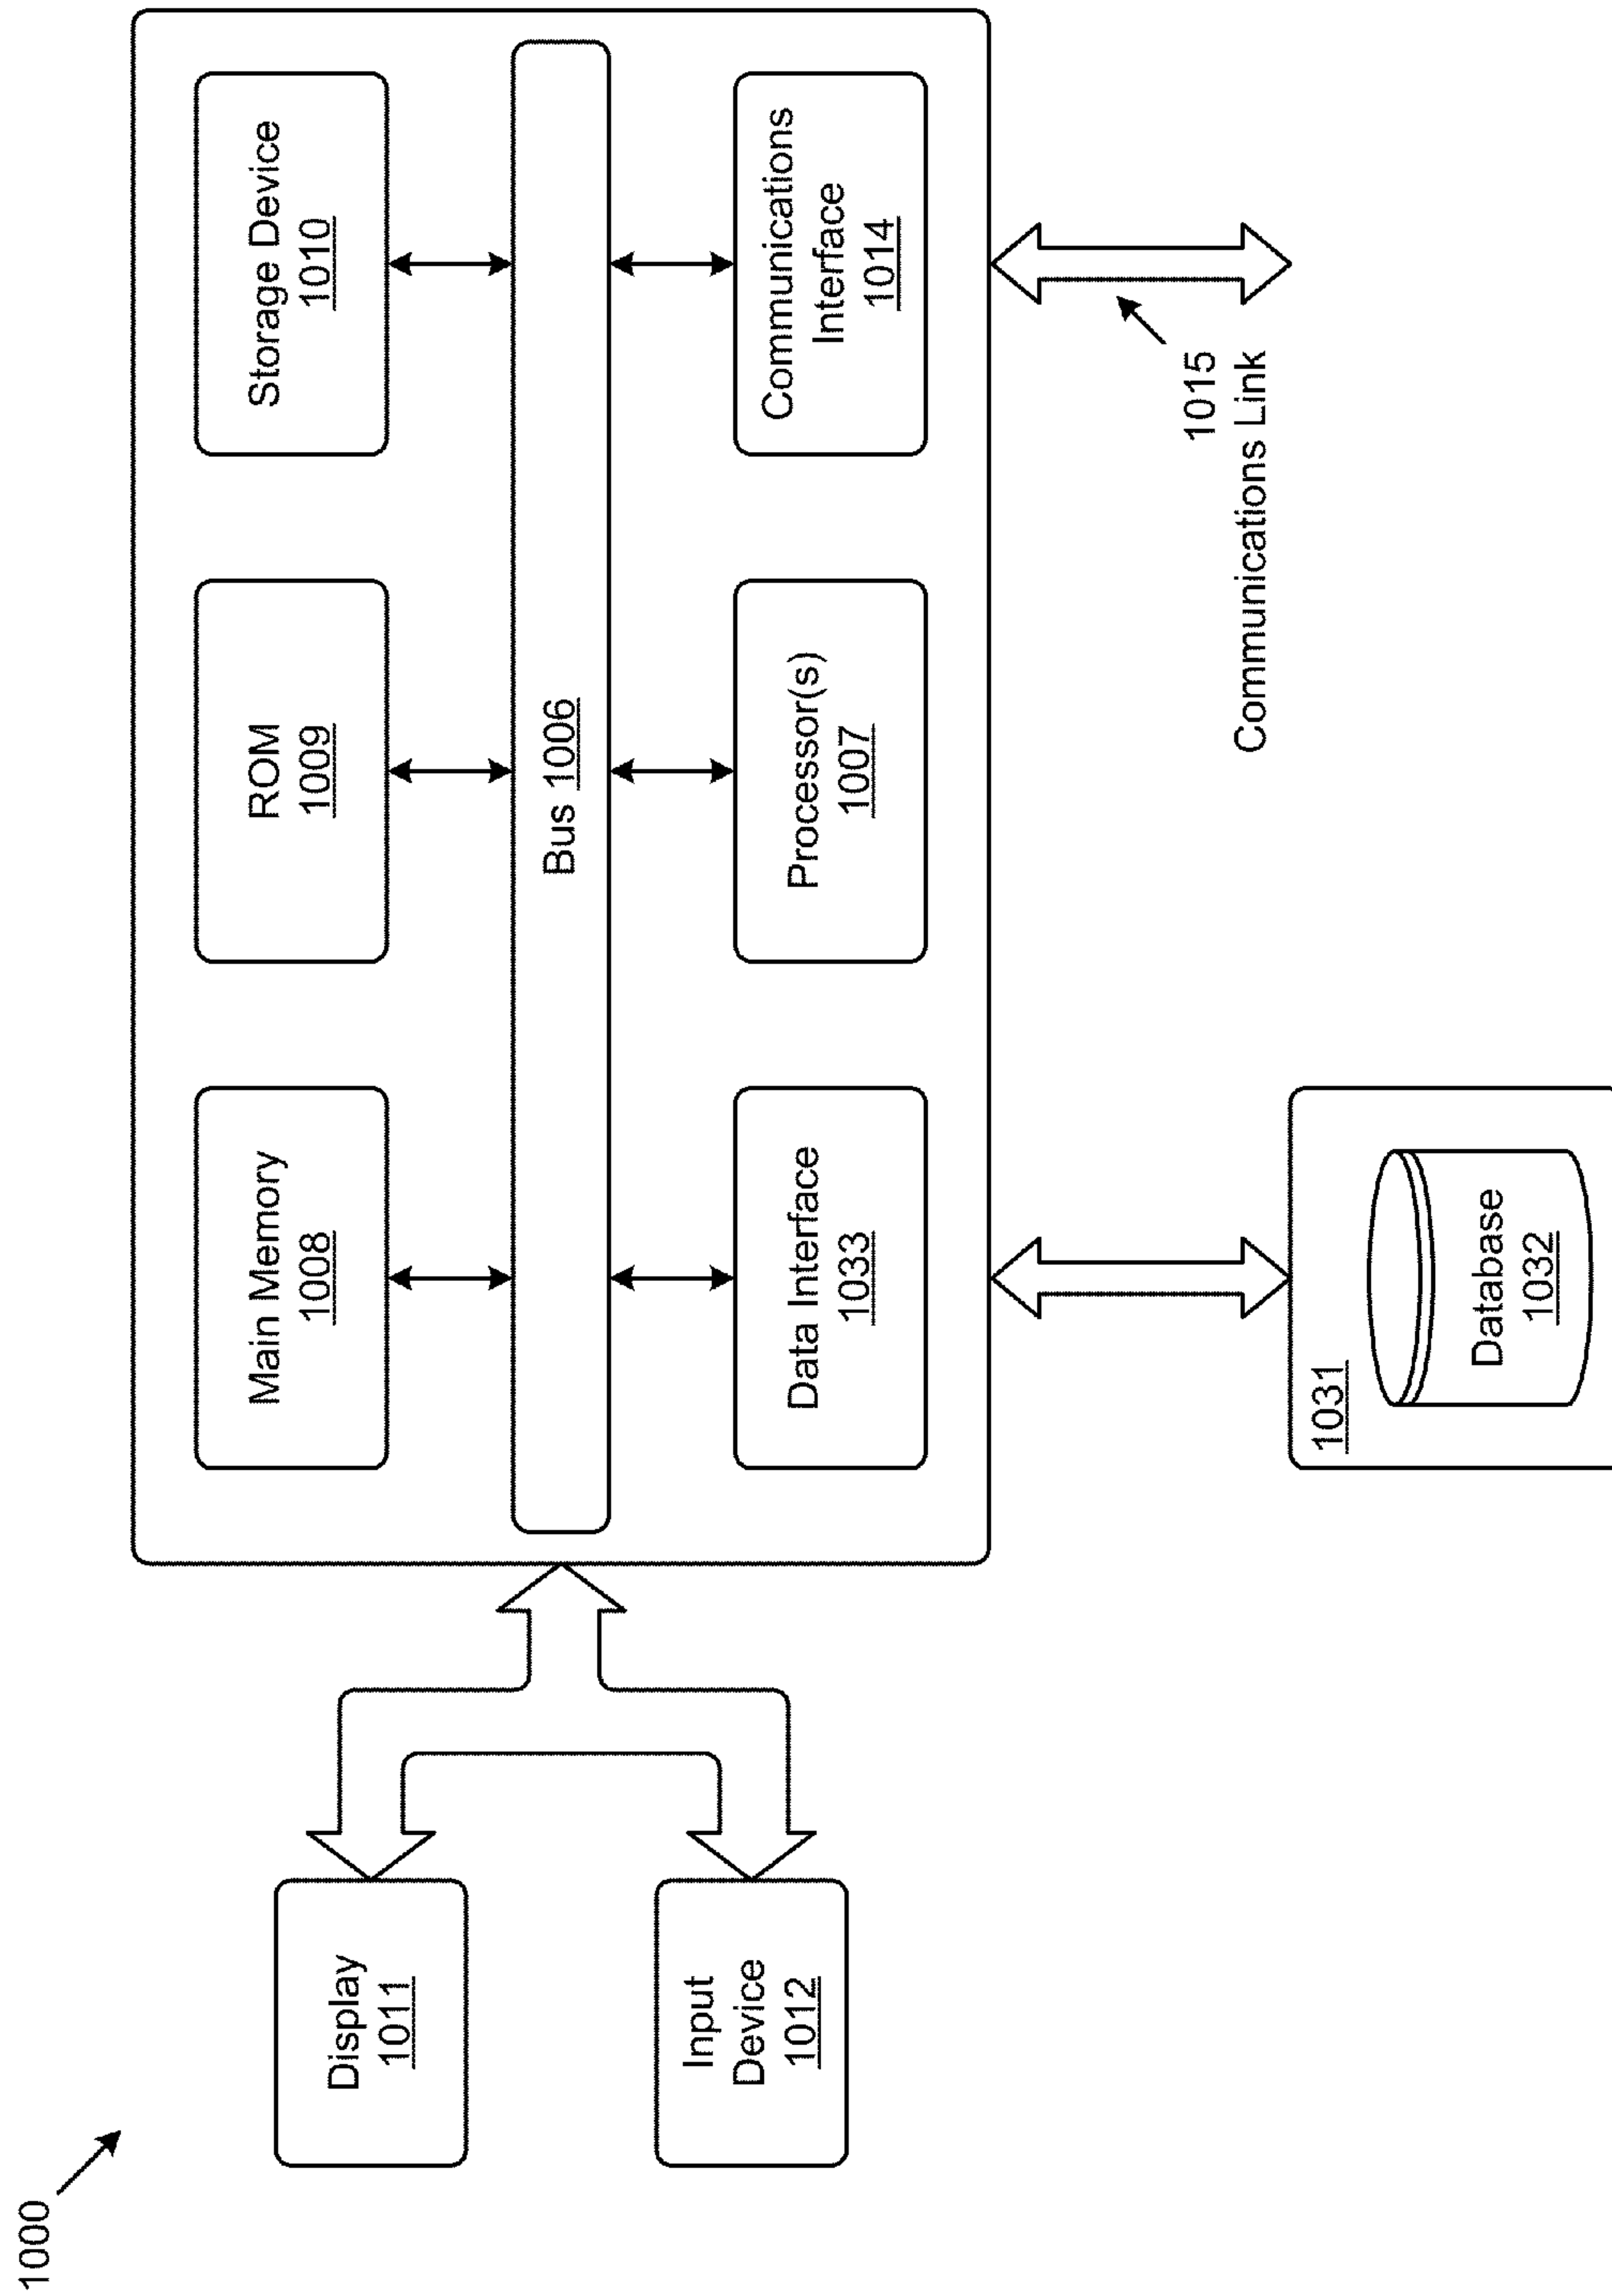 1000
Display
1011
Input
Device
1012
Main Memory
1008
ROM
1009
Storage Device
1010
Bus 1006
Data Interface
1033
Processor(s)
1007
Communications
Interface
1014
1015
Communications Link
1031
Database
1032